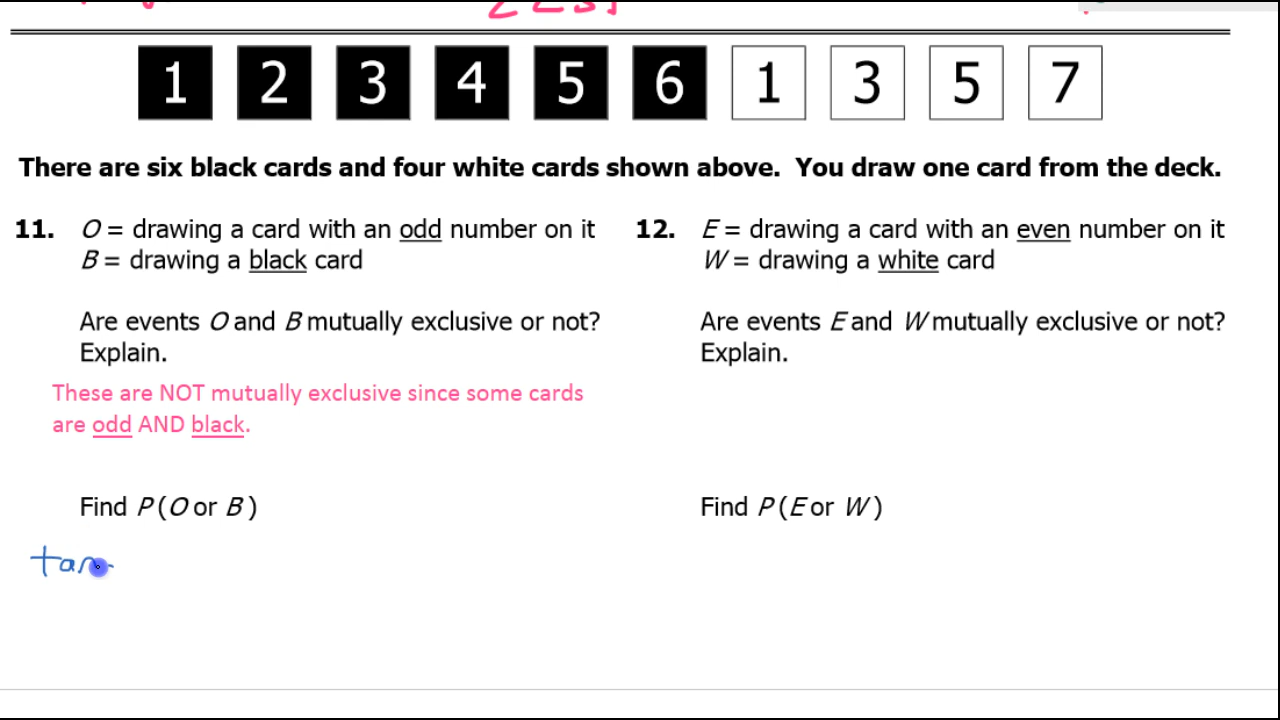 1 2 3 4 5 6 1 3 5 7
There are six black cards and four white cards shown above. You draw one card from the deck.
11. O = drawing a card with an odd number on it
B = drawing a black card
Are events O and B mutually exclusive or not?
Explain.
These are NOT mutually exclusive since some cards
are odd AND black.
Find P(O or B)
12. E = drawing a card with an even number on it
W = drawing a white card
Are events E and W mutually exclusive or not?
Explain.
Find P(E or W)